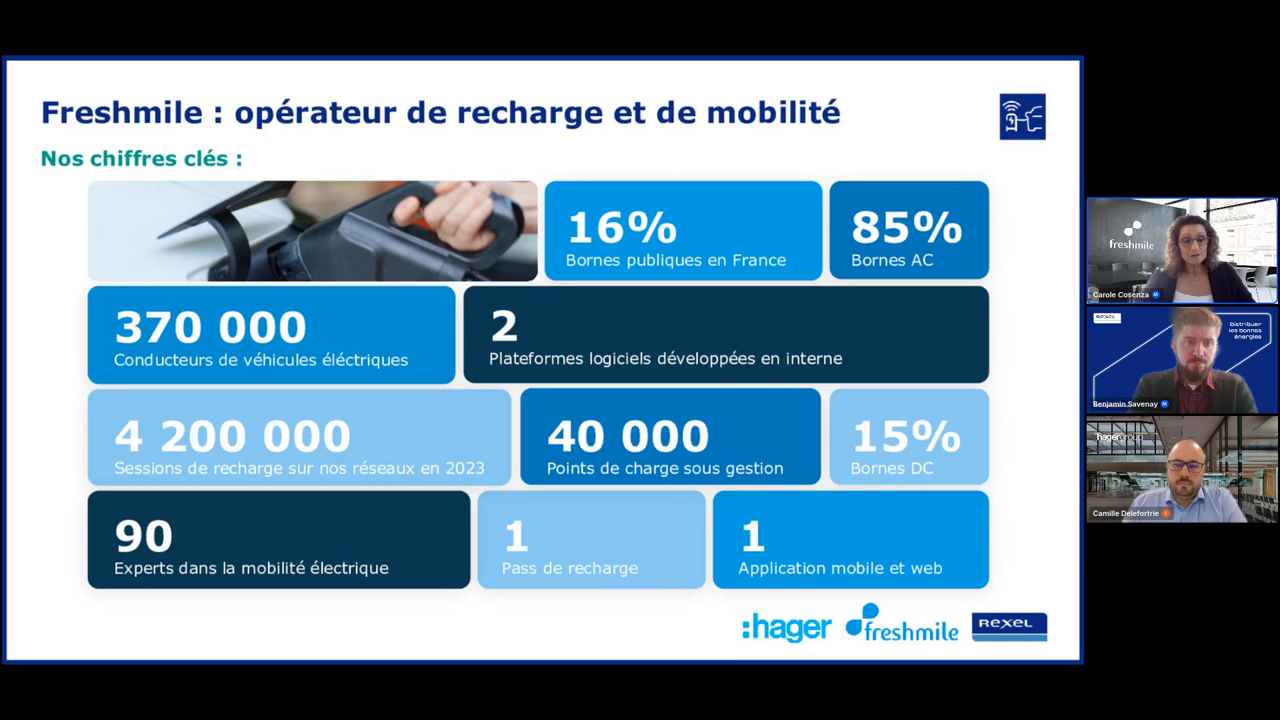 Freshmile : opérateur de recharge et de mobilité
Nos chiffres clés :
16%
Bornes publiques en France
85%
Bornes AC
370 000
Conducteurs de véhicules éléctriques
2
Plateformes logiciels développées en interne
4 200 000
Sessions de recharge sur nos réseaux en 2023
40 000
Points de charge sous gestion
15%
Bornes DC
90
Experts dans la mobilité électrique
1
Pass de recharge
1
Application mobile et web
:hager
freshmile
REXEL
freshmile
Carole Cosenza
REXEL
Distribuer
les bonnes
énergies
Benjamin Savenay
:hagergroup
Camille Delefortrie